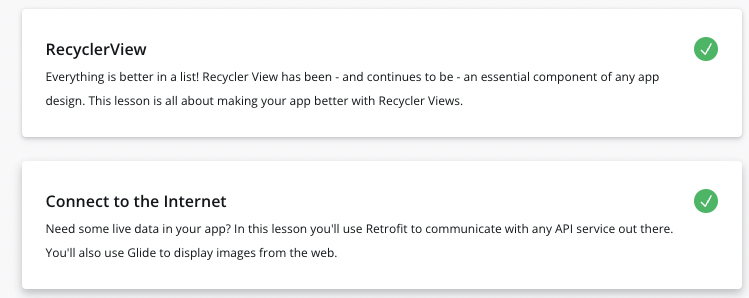 RecyclerView
Everything is better in a list! Recycler View has been - and continues to be - an essential component of any app
design. This lesson is all about making your app better with Recycler Views.
Connect to the Internet
Need some live data in your app? In this lesson you'll use Retrofit to communicate with any API service out there.
You'll also use Glide to display images from the web.